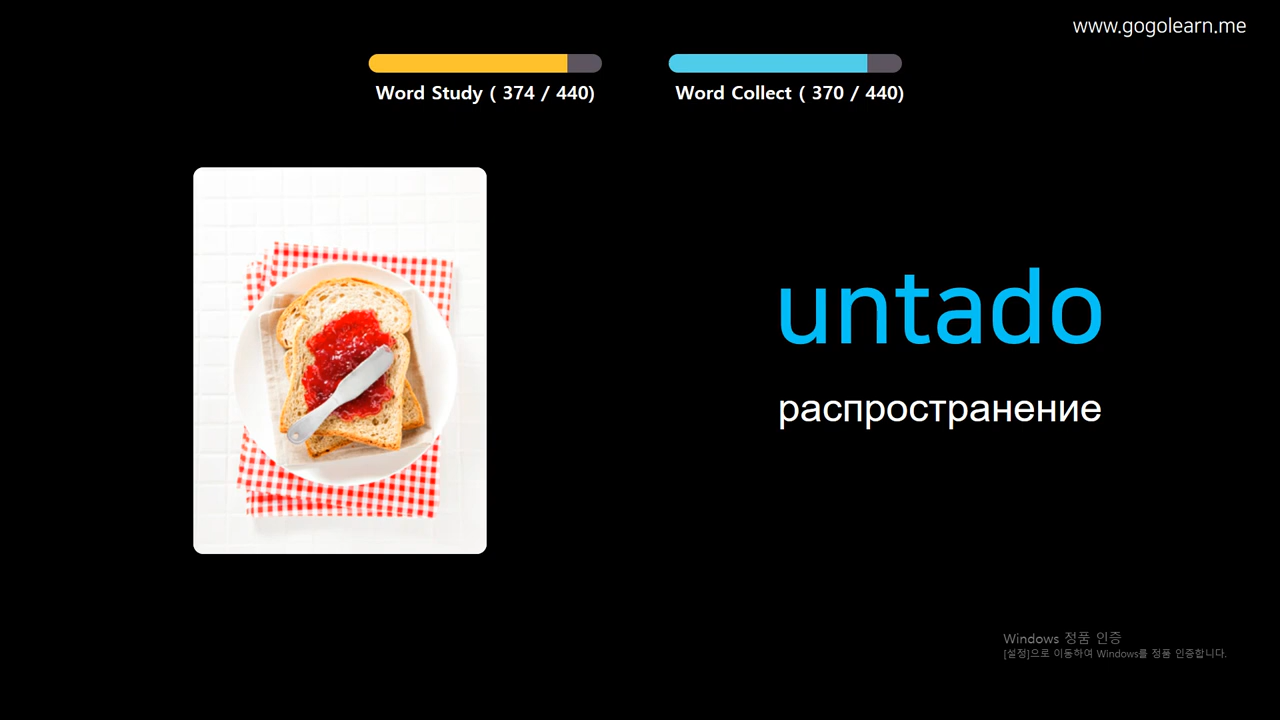 www.gogolearn.me
Word Study ( 374 / 440)
Word Collect ( 370 / 440)
untado
распространение
Windows 정품 인증
[설정]으로 이동하여 Windows를 정품 인증합니다.